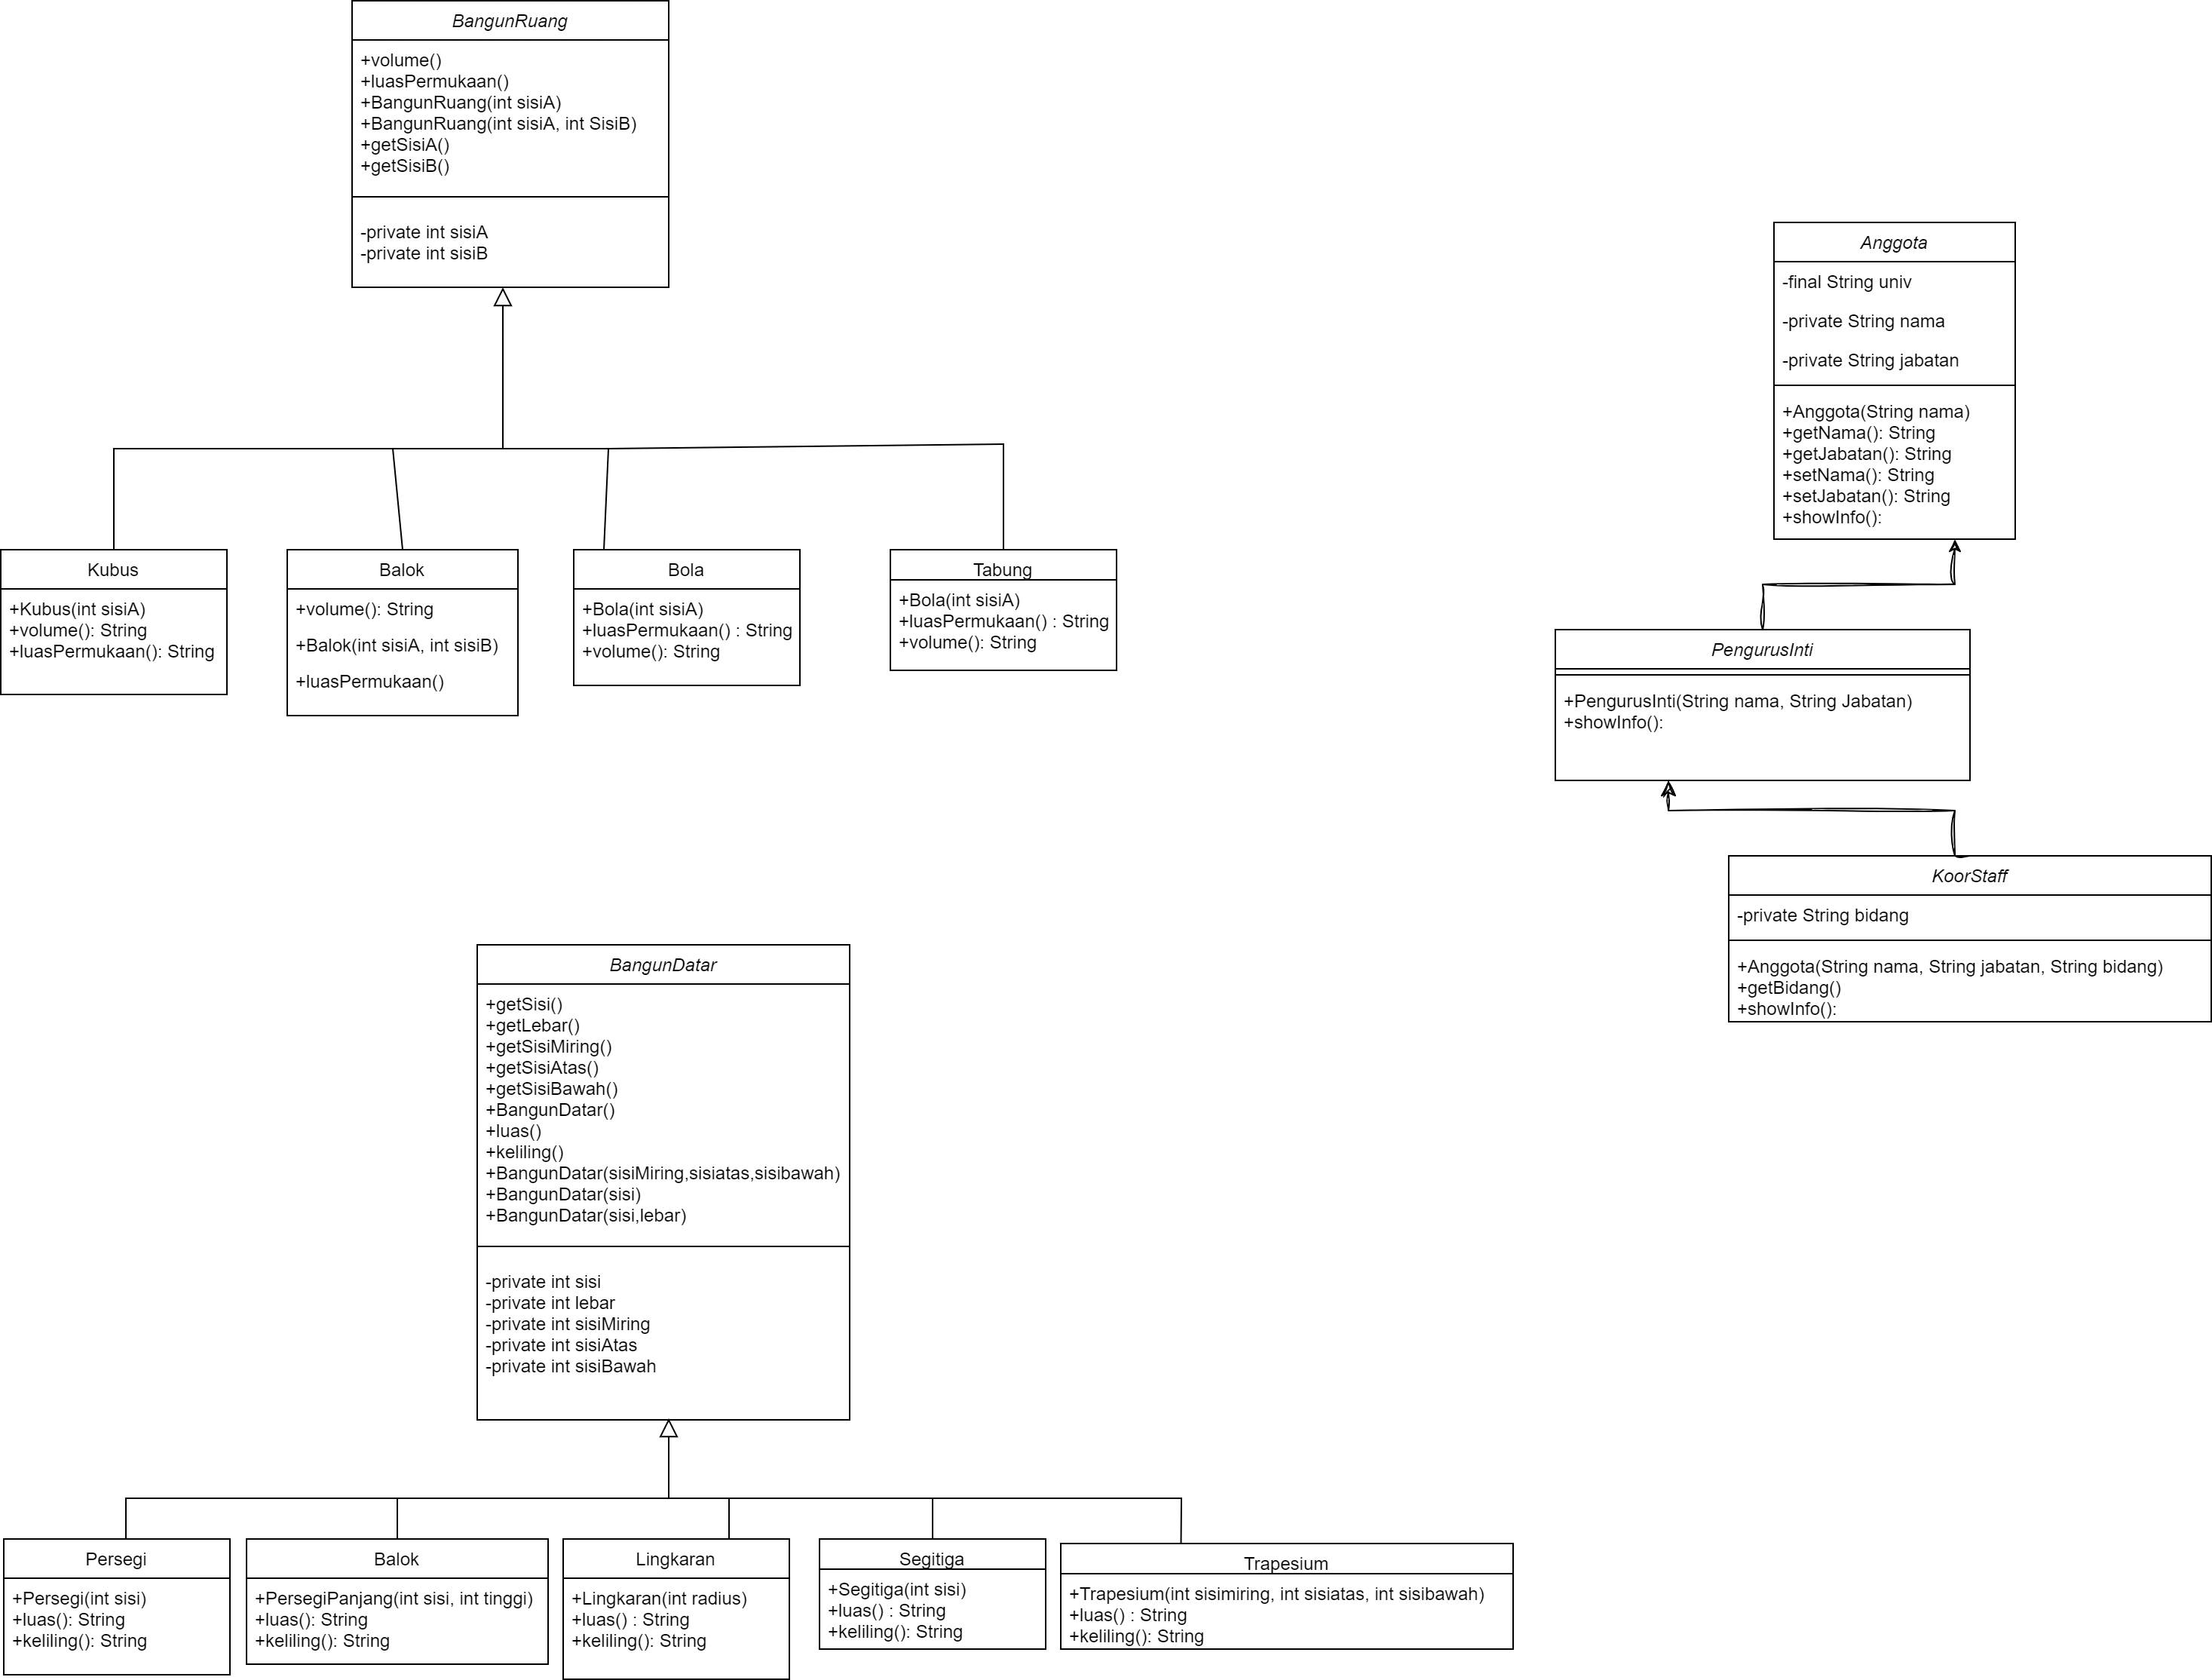 BangunRuang
+volume()
+luasPermukaan()
+BangunRuang(int sisiA)
+BangunRuang(int sisiA, int SisiB)
+getSisiA()
+getSisiB()
-private int sisiA
-private int sisiB
Kubus
+Kubus(int sisiA)
+volume(): String
+luasPermukaan(): String
Balok
+volume(): String
+Balok(int sisiA, int sisiB)
+luasPermukaan()
Bola
+Bola(int sisiA)
+luasPermukaan() : String
+volume(): String
Tabung
+Bola(int sisiA)
+luasPermukaan() : String
+volume(): String
Anggota
-final String univ
-private String nama
-private String jabatan
+Anggota(String nama)
+getNama(): String
+getJabatan(): String
+setNama(): String
+setJabatan(): String
+showInfo():
PengurusInti
+PengurusInti(String nama, String Jabatan)
+showInfo():
KoorStaff
-private String bidang
+Anggota(String nama, String jabatan, String bidang)
+getBidang()
+showInfo():
BangunDatar
+getSisi()
+getLebar()
+getSisiMiring()
+getSisiAtas()
+getSisiBawah()
+BangunDatar()
+luas()
+keliling()
+BangunDatar(sisiMiring,sisiatas,sisibawah)
+BangunDatar(sisi)
+BangunDatar(sisi,lebar)
-private int sisi
-private int lebar
-private int sisiMiring
-private int sisiAtas
-private int sisiBawah
Persegi
+Persegi(int sisi)
+luas(): String
+keliling(): String
Balok
+PersegiPanjang(int sisi, int tinggi)
+luas(): String
+keliling(): String
Lingkaran
+Lingkaran(int radius)
+luas() : String
+keliling(): String
Segitiga
+Segitiga(int sisi)
+luas() : String
+keliling(): String
Trapesium
+Trapesium(int sisimiring, int sisiatas, int sisibawah)
+luas() : String
+keliling(): String